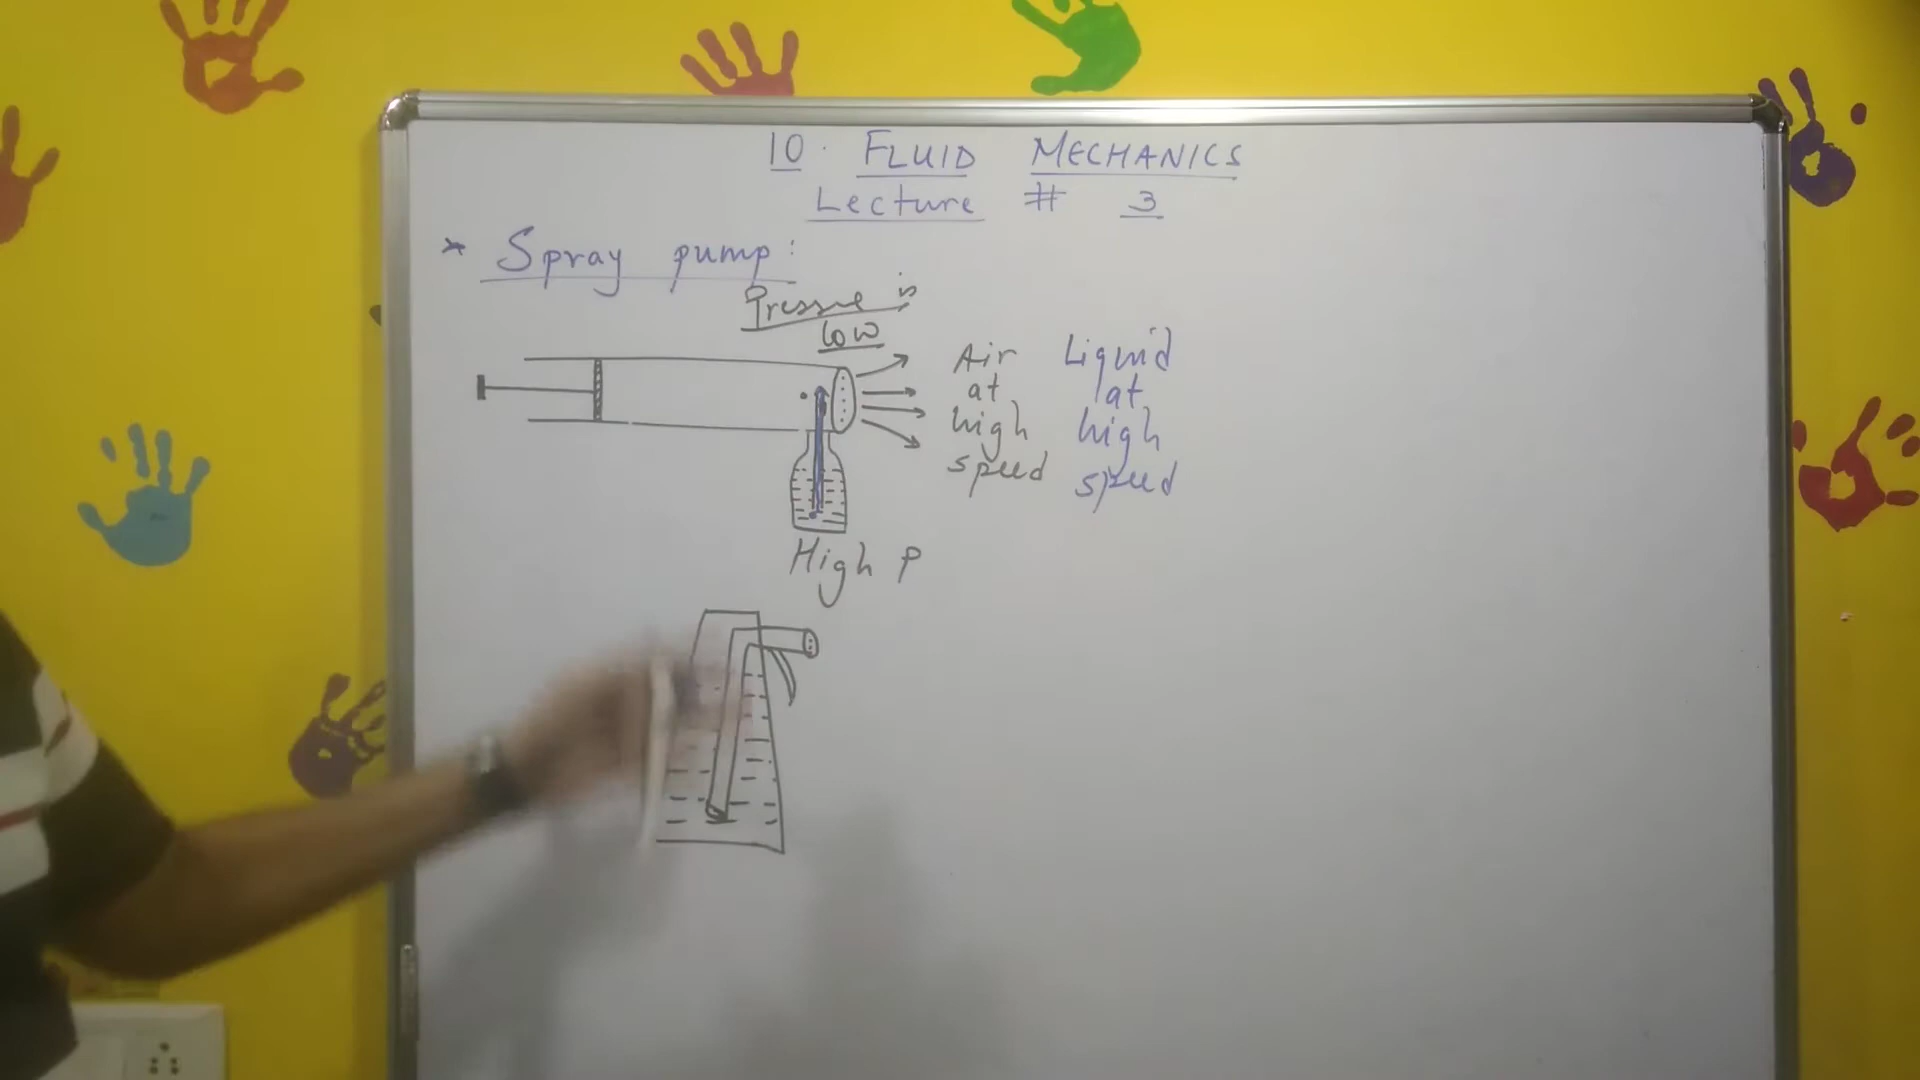 10. FLUID MECHANICS
Lecture # 3
* Spray pump:
Pressure is
low
Air Liquid
at at
high high
speed speed
High P